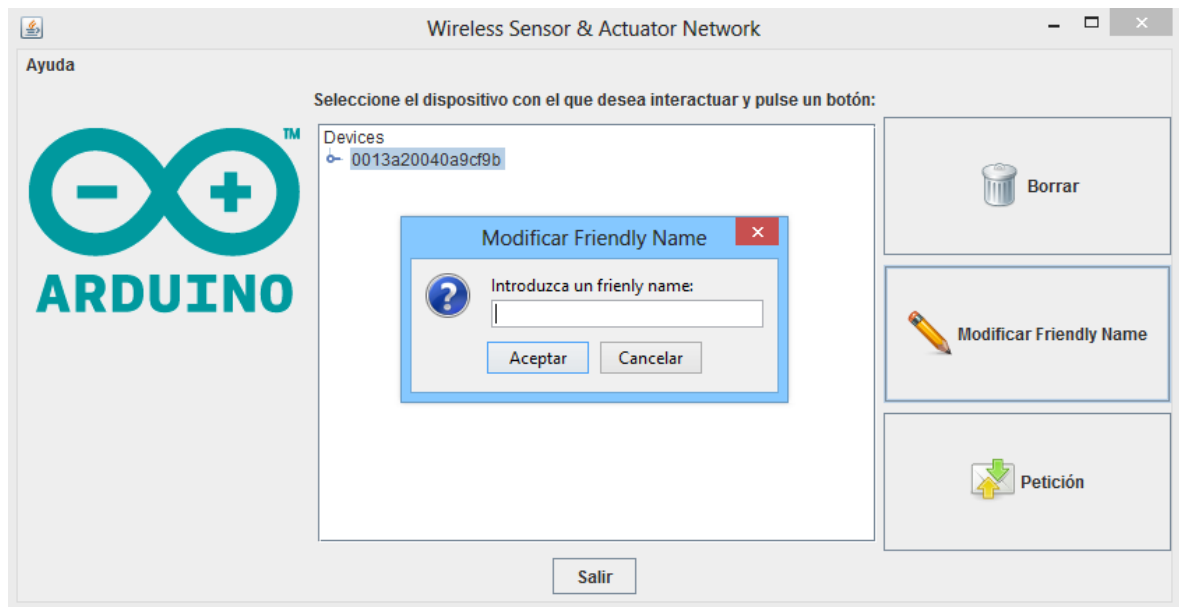 Wireless Sensor & Actuator Network
Ayuda
Seleccione el dispositivo con el que desea interactuar y pulse un botón:
TM
ARDUINO
Devices
0013a20040a9cf9b
Modificar Friendly Name
Introduzca un frienly name:
Aceptar Cancelar
Borrar
Modificar Friendly Name
Petición
Salir